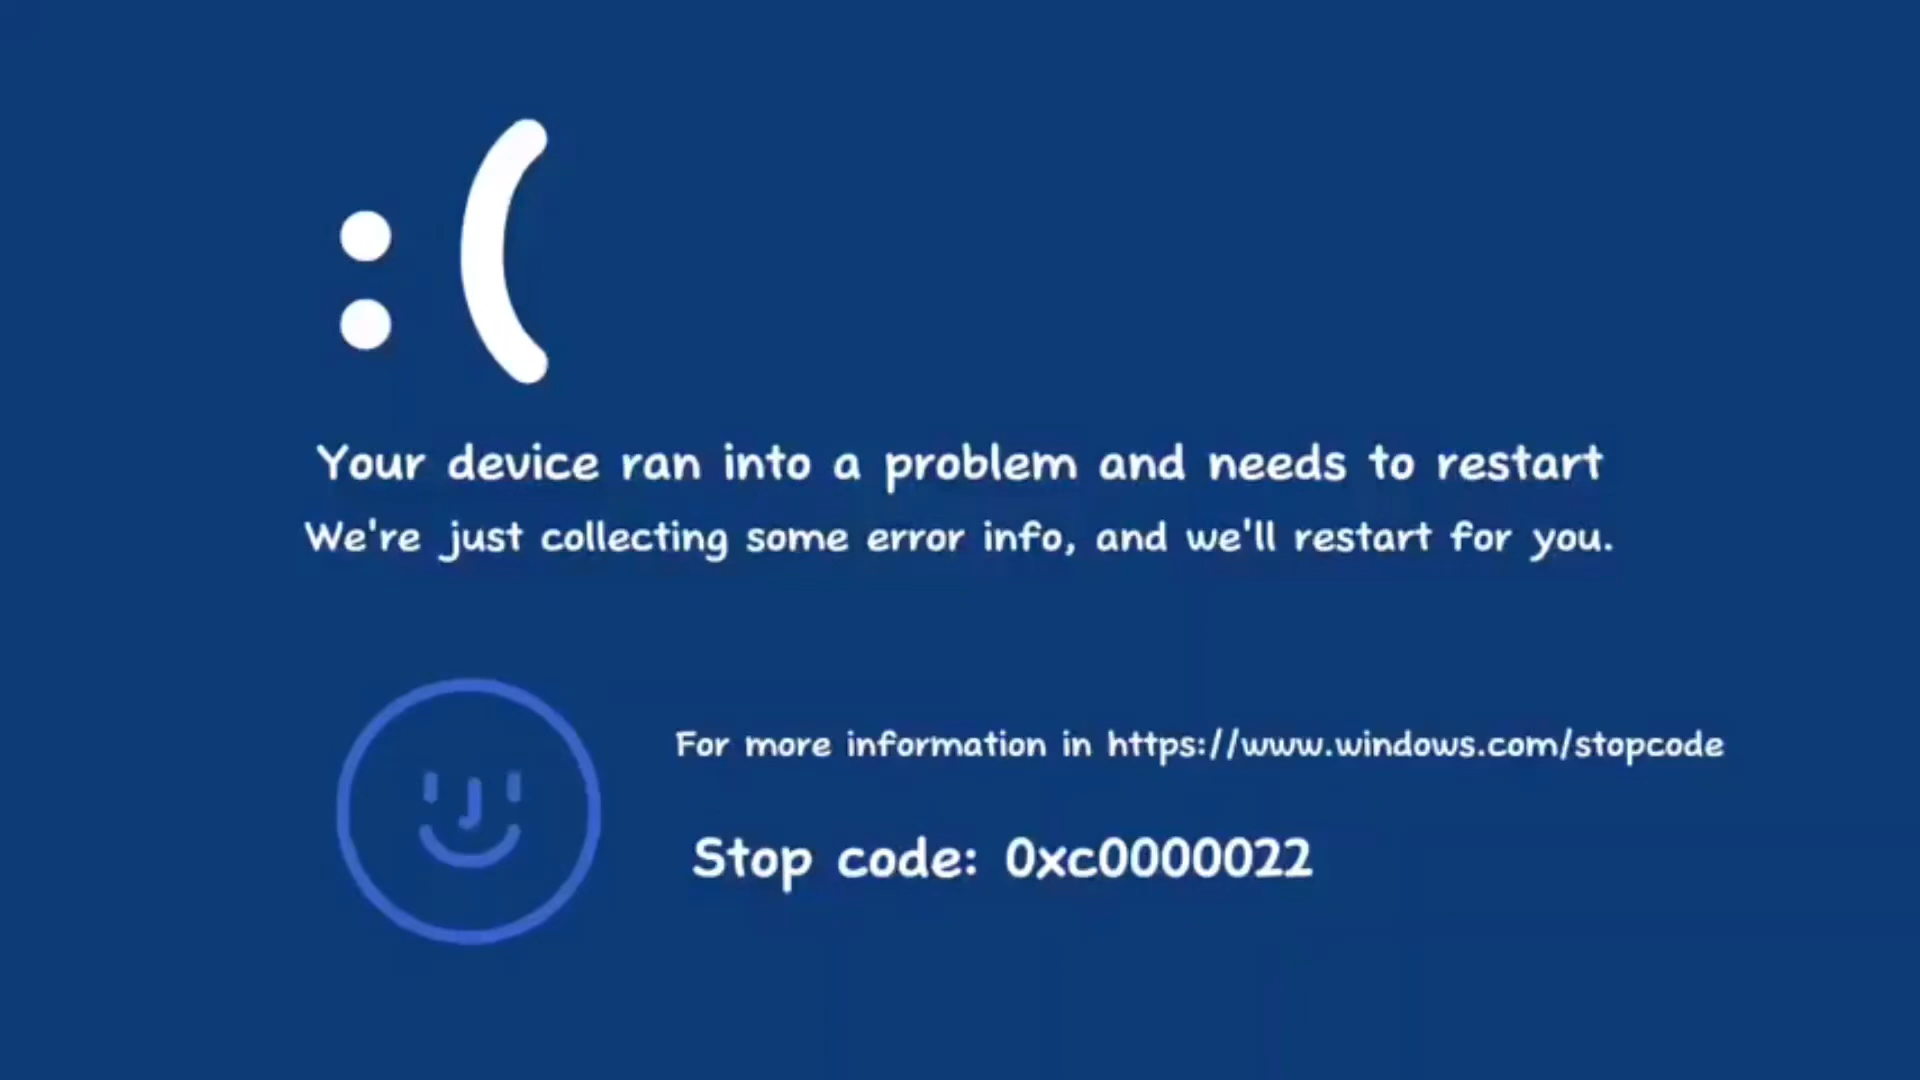 :(
Your device ran into a problem and needs to restart
We're just collecting some error info, and we'll restart for you.
For more information in https://www.windows.com/stopcode
Stop code: 0xc0000022